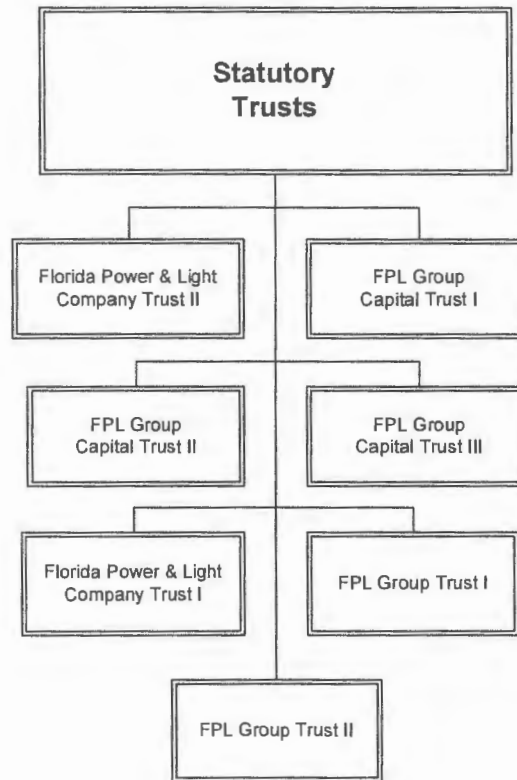 Statutory
Trusts
Florida Power & Light
Company Trust II
FPL Group
Capital Trust I
FPL Group
Capital Trust II
FPL Group
Capital Trust III
Florida Power & Light
Company Trust I
FPL Group Trust I
FPL Group Trust II